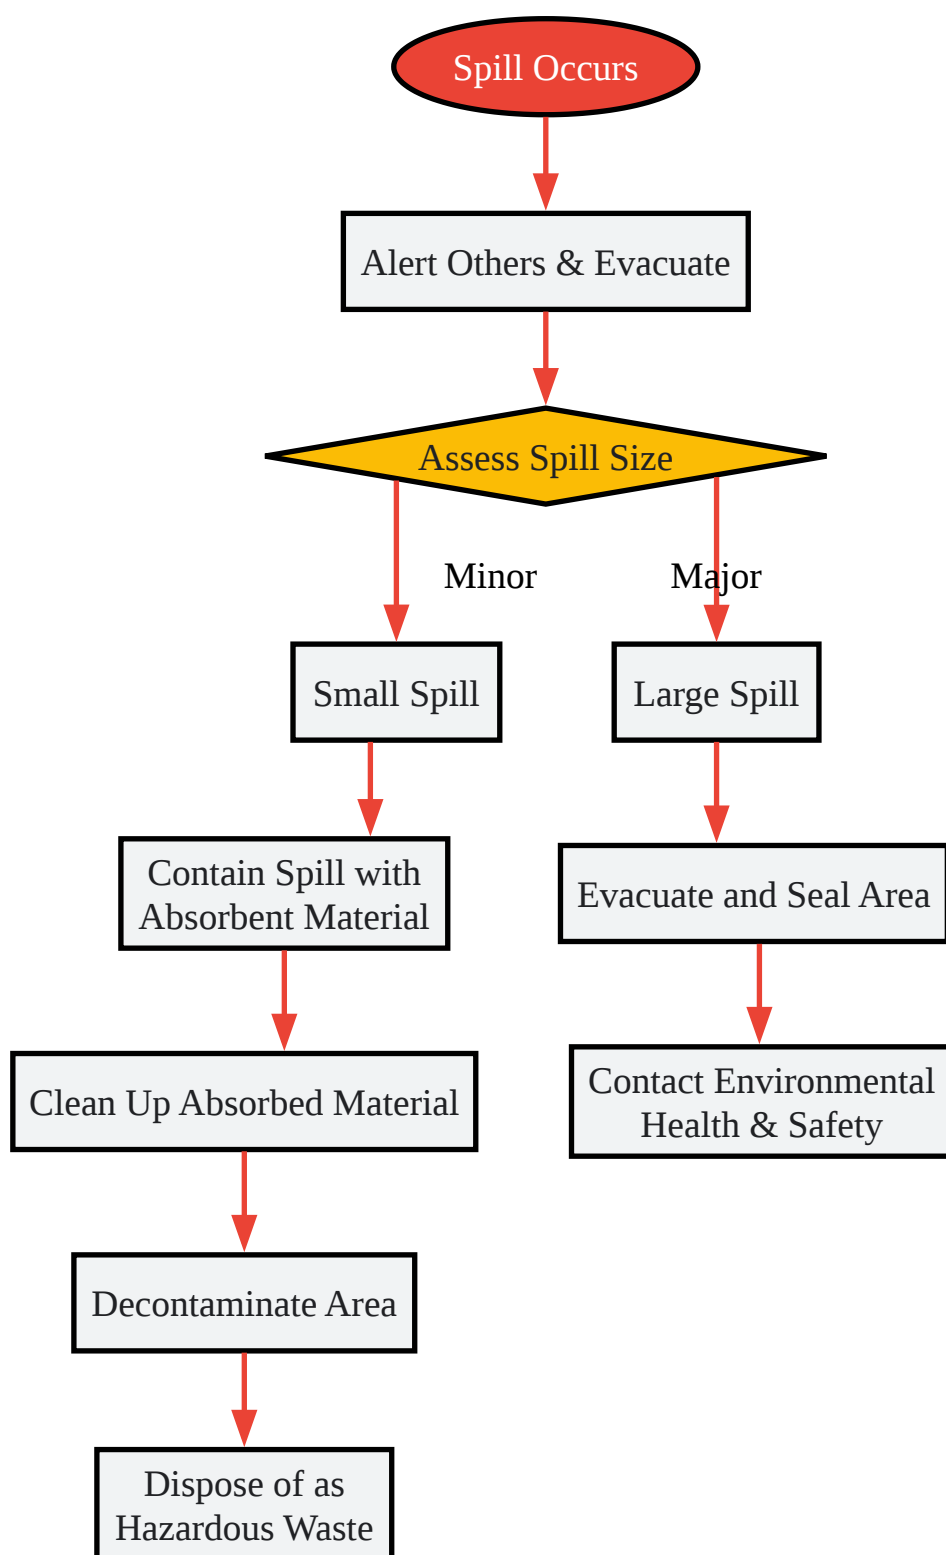 Spill Occurs
Alert Others & Evacuate
Assess Spill Size
Minor
Major
Small Spill
Large Spill
Contain Spill with
Absorbent Material
Evacuate and Seal Area
Clean Up Absorbed Material
Contact Environmental
Health & Safety
Decontaminate Area
Dispose of as
Hazardous Waste